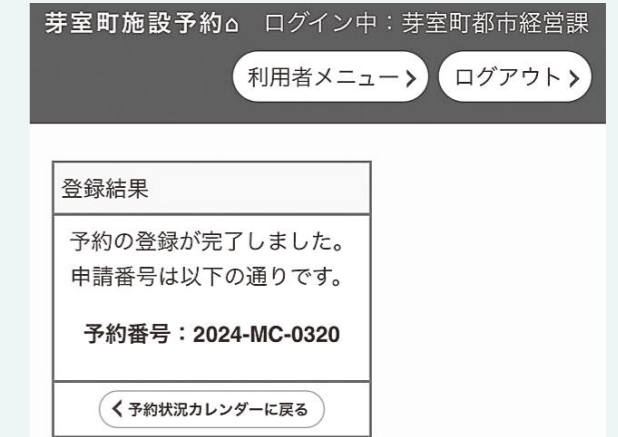 芽室町施設予約⌂ ログイン中：芽室町都市経営課
利用者メニュー ログアウト
登録結果
予約の登録が完了しました。
申請番号は以下の通りです。
予約番号：2024-MC-0320
予約状況カレンダーに戻る